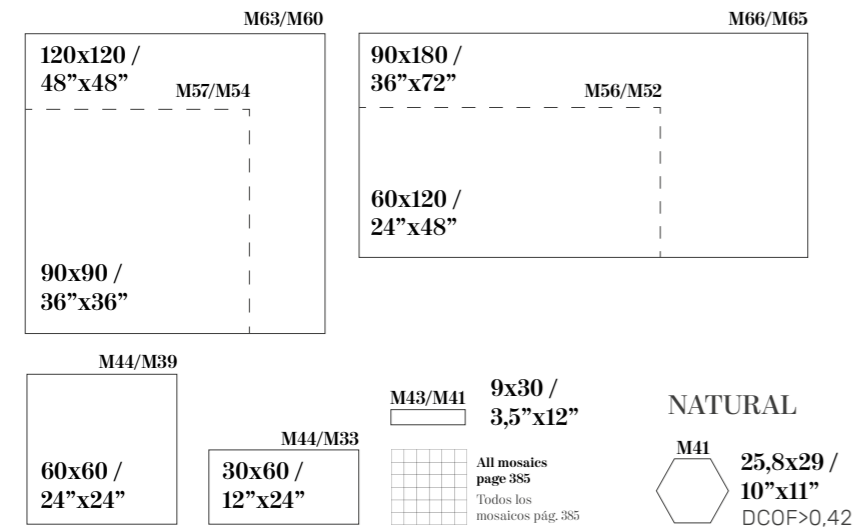 M63/M60
120x120 /
48”x48”
M57/M54
90x90 /
36”x36”
M66/M65
90x180 /
36”x72”
M56/M52
60x120 /
24”x48”
M44/M39
60x60 /
24”x24”
M44/M33
30x60 /
12”x24”
M43/M41
9x30 /
3,5”x12”
All mosaics
page 385
Todos los
mosaicos pág. 385
NATURAL
M41
25,8x29 /
10”x11”
DCOF>0,42